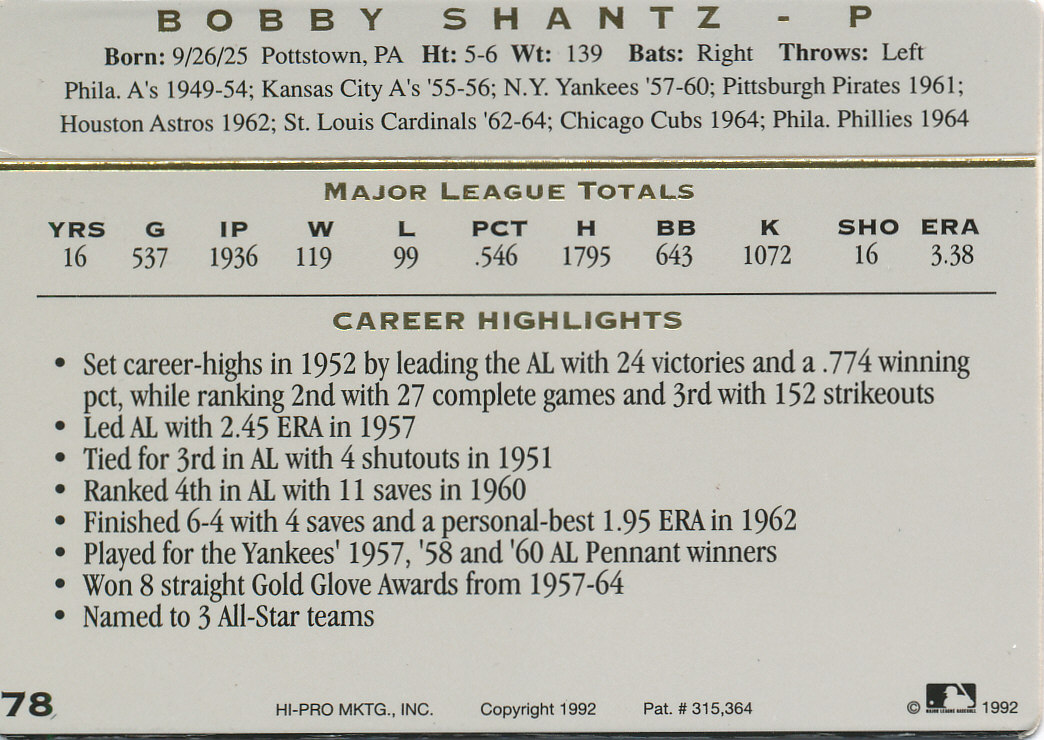 BOBBY SHANTZ - P
Born: 9/26/25 Pottstown, PA Ht: 5-6 Wt: 139 Bats: Right Throws: Left
Phila. A's 1949-54; Kansas City A's '55-56; N.Y. Yankees '57-60; Pittsburgh Pirates 1961;
Houston Astros 1962; St. Louis Cardinals '62-64; Chicago Cubs 1964; Phila. Phillies 1964
MAJOR LEAGUE TOTALS
YRS G IP W L PCT H BB K SHO ERA
16 537 1936 119 99 .546 1795 643 1072 16 3.38
CAREER HIGHLIGHTS
• Set career-highs in 1952 by leading the AL with 24 victories and a .774 winning
pct, while ranking 2nd with 27 complete games and 3rd with 152 strikeouts
• Led AL with 2.45 ERA in 1957
• Tied for 3rd in AL with 4 shutouts in 1951
• Ranked 4th in AL with 11 saves in 1960
• Finished 6-4 with 4 saves and a personal-best 1.95 ERA in 1962
• Played for the Yankees' 1957, '58 and '60 AL Pennant winners
• Won 8 straight Gold Glove Awards from 1957-64
• Named to 3 All-Star teams
78 HI-PRO MKTG., INC. Copyright 1992 Pat. # 315,364 © MAJOR LEAGUE BASEBALL 1992